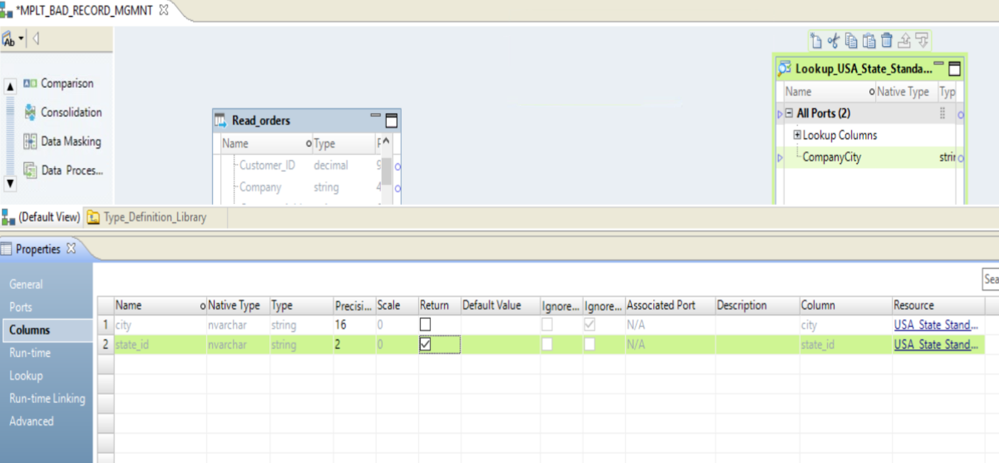 *MPLT_BAD_RECORD_MGMNT
Ab
Comparison
Consolidation
Data Masking
Data Proces...
Read_orders
Name Type
Customer_ID decimal 9
Company string 4
Lookup_USA_State_Standa...
Name Native Type Typ
All Ports (2)
Lookup Columns
CompanyCity strin
(Default View) Type_Definition_Library
Properties
General
Ports
Columns
Run-time
Lookup
Run-time Linking
Advanced
Sea
Name Native Type Type Precisi... Scale Return Default Value Ignore... Ignore... Associated Port Description Column Resource
1 city nvarchar string 16 0 N/A city USA_State_Stand...
2 state_id nvarchar string 2 0 N/A state_id USA_State_Stand...